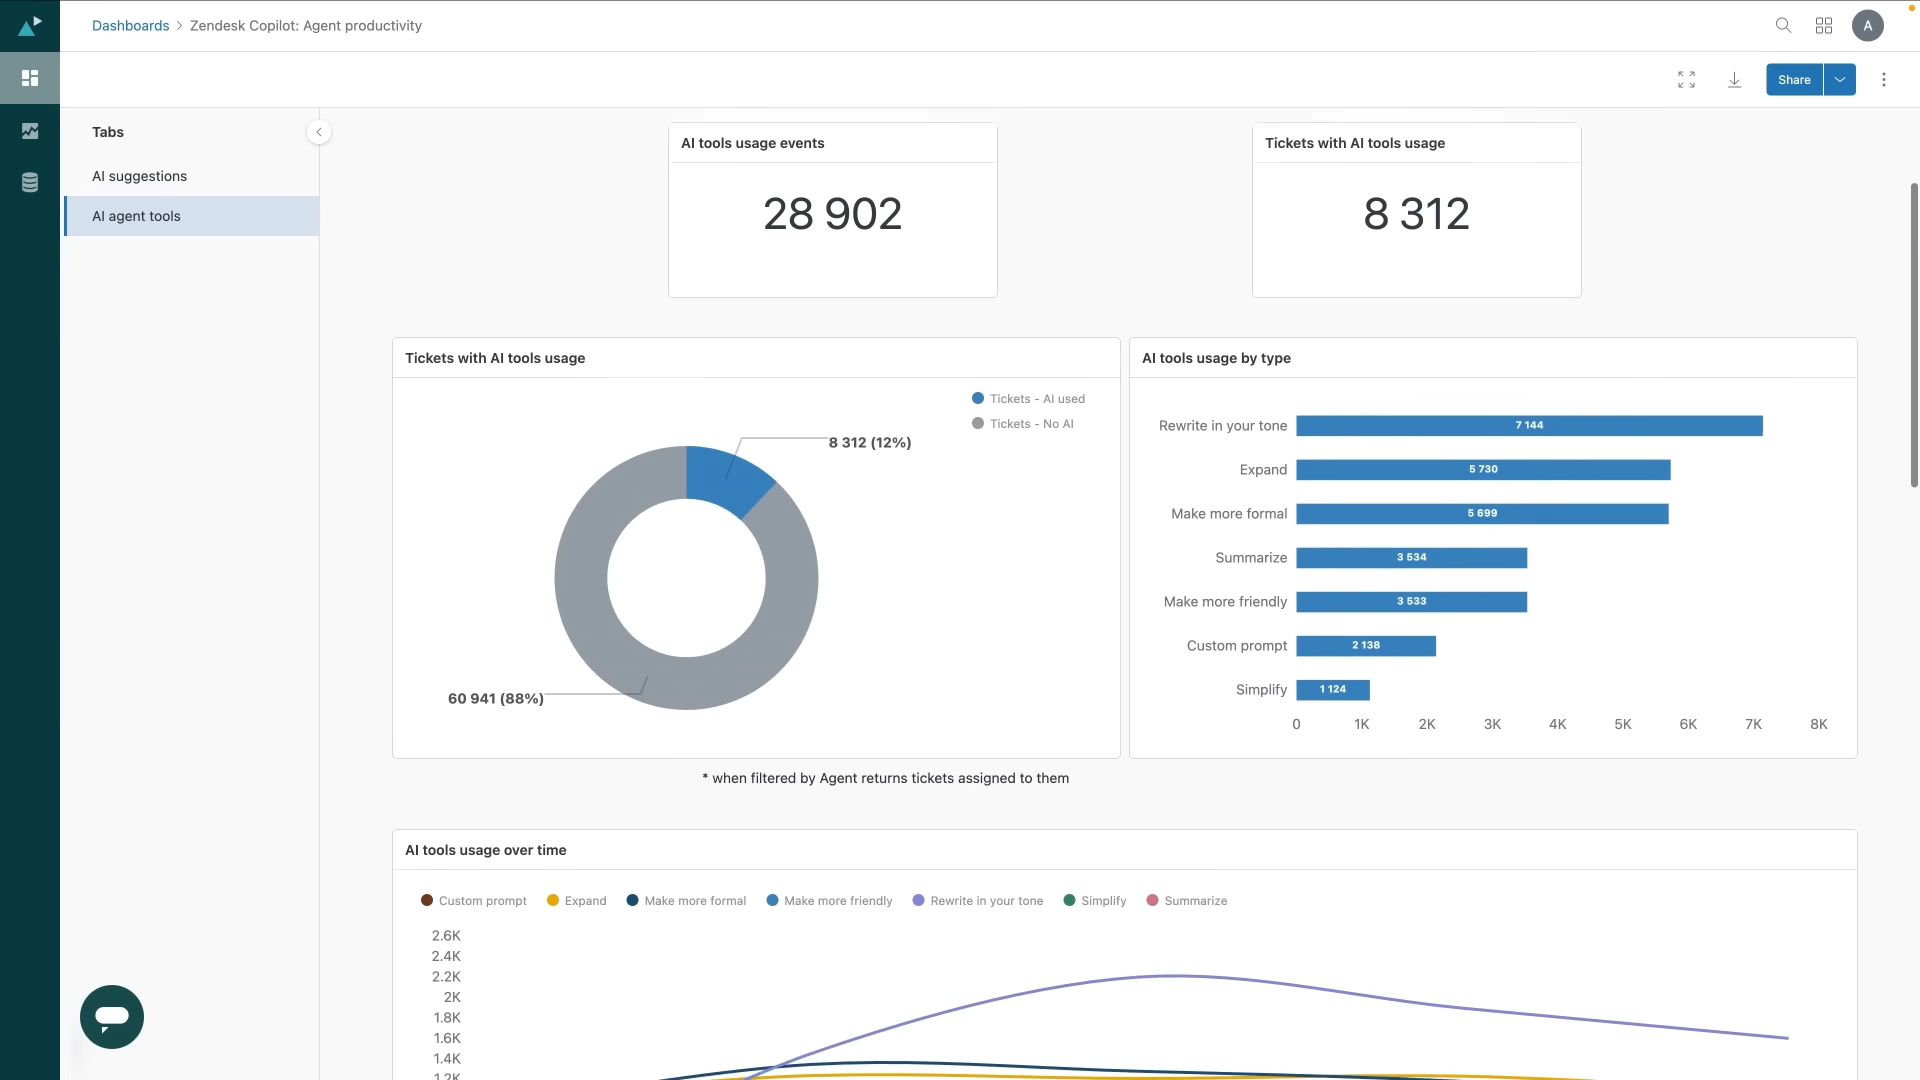 Dashboards > Zendesk Copilot: Agent productivity
A
Share
Tabs
AI suggestions
AI agent tools
AI tools usage events
28 902
Tickets with AI tools usage
8 312
Tickets with AI tools usage
Tickets - AI used
Tickets - No AI
8 312 (12%)
60 941 (88%)
AI tools usage by type
Rewrite in your tone 7 144
Expand 5 730
Make more formal 5 699
Summarize 3 534
Make more friendly 3 533
Custom prompt 2 138
Simplify 1 124
0 1K 2K 3K 4K 5K 6K 7K 8K
* when filtered by Agent returns tickets assigned to them
AI tools usage over time
Custom prompt Expand Make more formal Make more friendly Rewrite in your tone Simplify Summarize
2.6K
2.4K
2.2K
2K
1.8K
1.6K
1.4K
1.2K